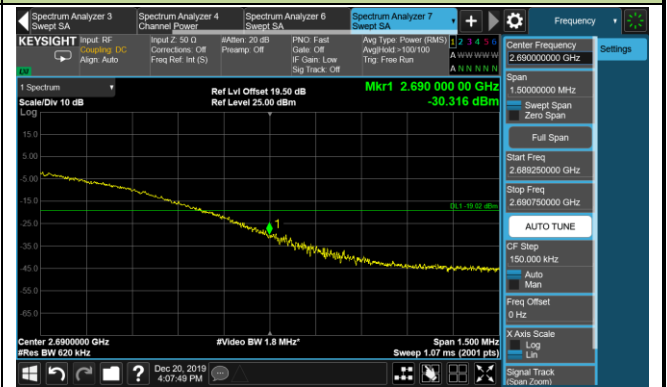 Spectrum Analyzer 3
Swept SA
Spectrum Analyzer 4
Channel Power
Spectrum Analyzer 6
Swept SA
Spectrum Analyzer 7
Swept SA
Frequency
KEYSIGHT
Input: RF
Coupling: DC
Align: Auto
Input Z: 50 Ω
Corrections: Off
Freq Ref: Int (S)
#Atten: 20 dB
Preamp: Off
PNO: Fast
Gate: Off
IF Gain: Low
Sig Track: Off
Avg Type: Power (RMS)
Avg|Hold >100/100
Trig: Free Run
1 2 3 4 5 6
A W W W W W
A N N N N N
1 Spectrum
Scale/Div 10 dB
Log
Ref Lvl Offset 19.50 dB
Ref Level 25.00 dBm
Mkr1 2.690 000 00 GHz
-30.316 dBm
15.0
5.00
-5.00
-15.0
-25.0
-35.0
-45.0
-55.0
-65.0
DL1 -19.02 dBm
1
Center 2.6900000 GHz
#Res BW 620 kHz
#Video BW 1.8 MHz*
Span 1.500 MHz
Sweep 1.07 ms (2001 pts)
Dec 20, 2019
4:07:49 PM
Center Frequency
2.690000000 GHz
Settings
Span
1.50000000 MHz
Swept Span
Zero Span
Full Span
Start Freq
2.689250000 GHz
Stop Freq
2.690750000 GHz
AUTO TUNE
CF Step
150.000 kHz
Auto
Man
Freq Offset
0 Hz
X Axis Scale
Log
Lin
Signal Track
(Span Zoom)